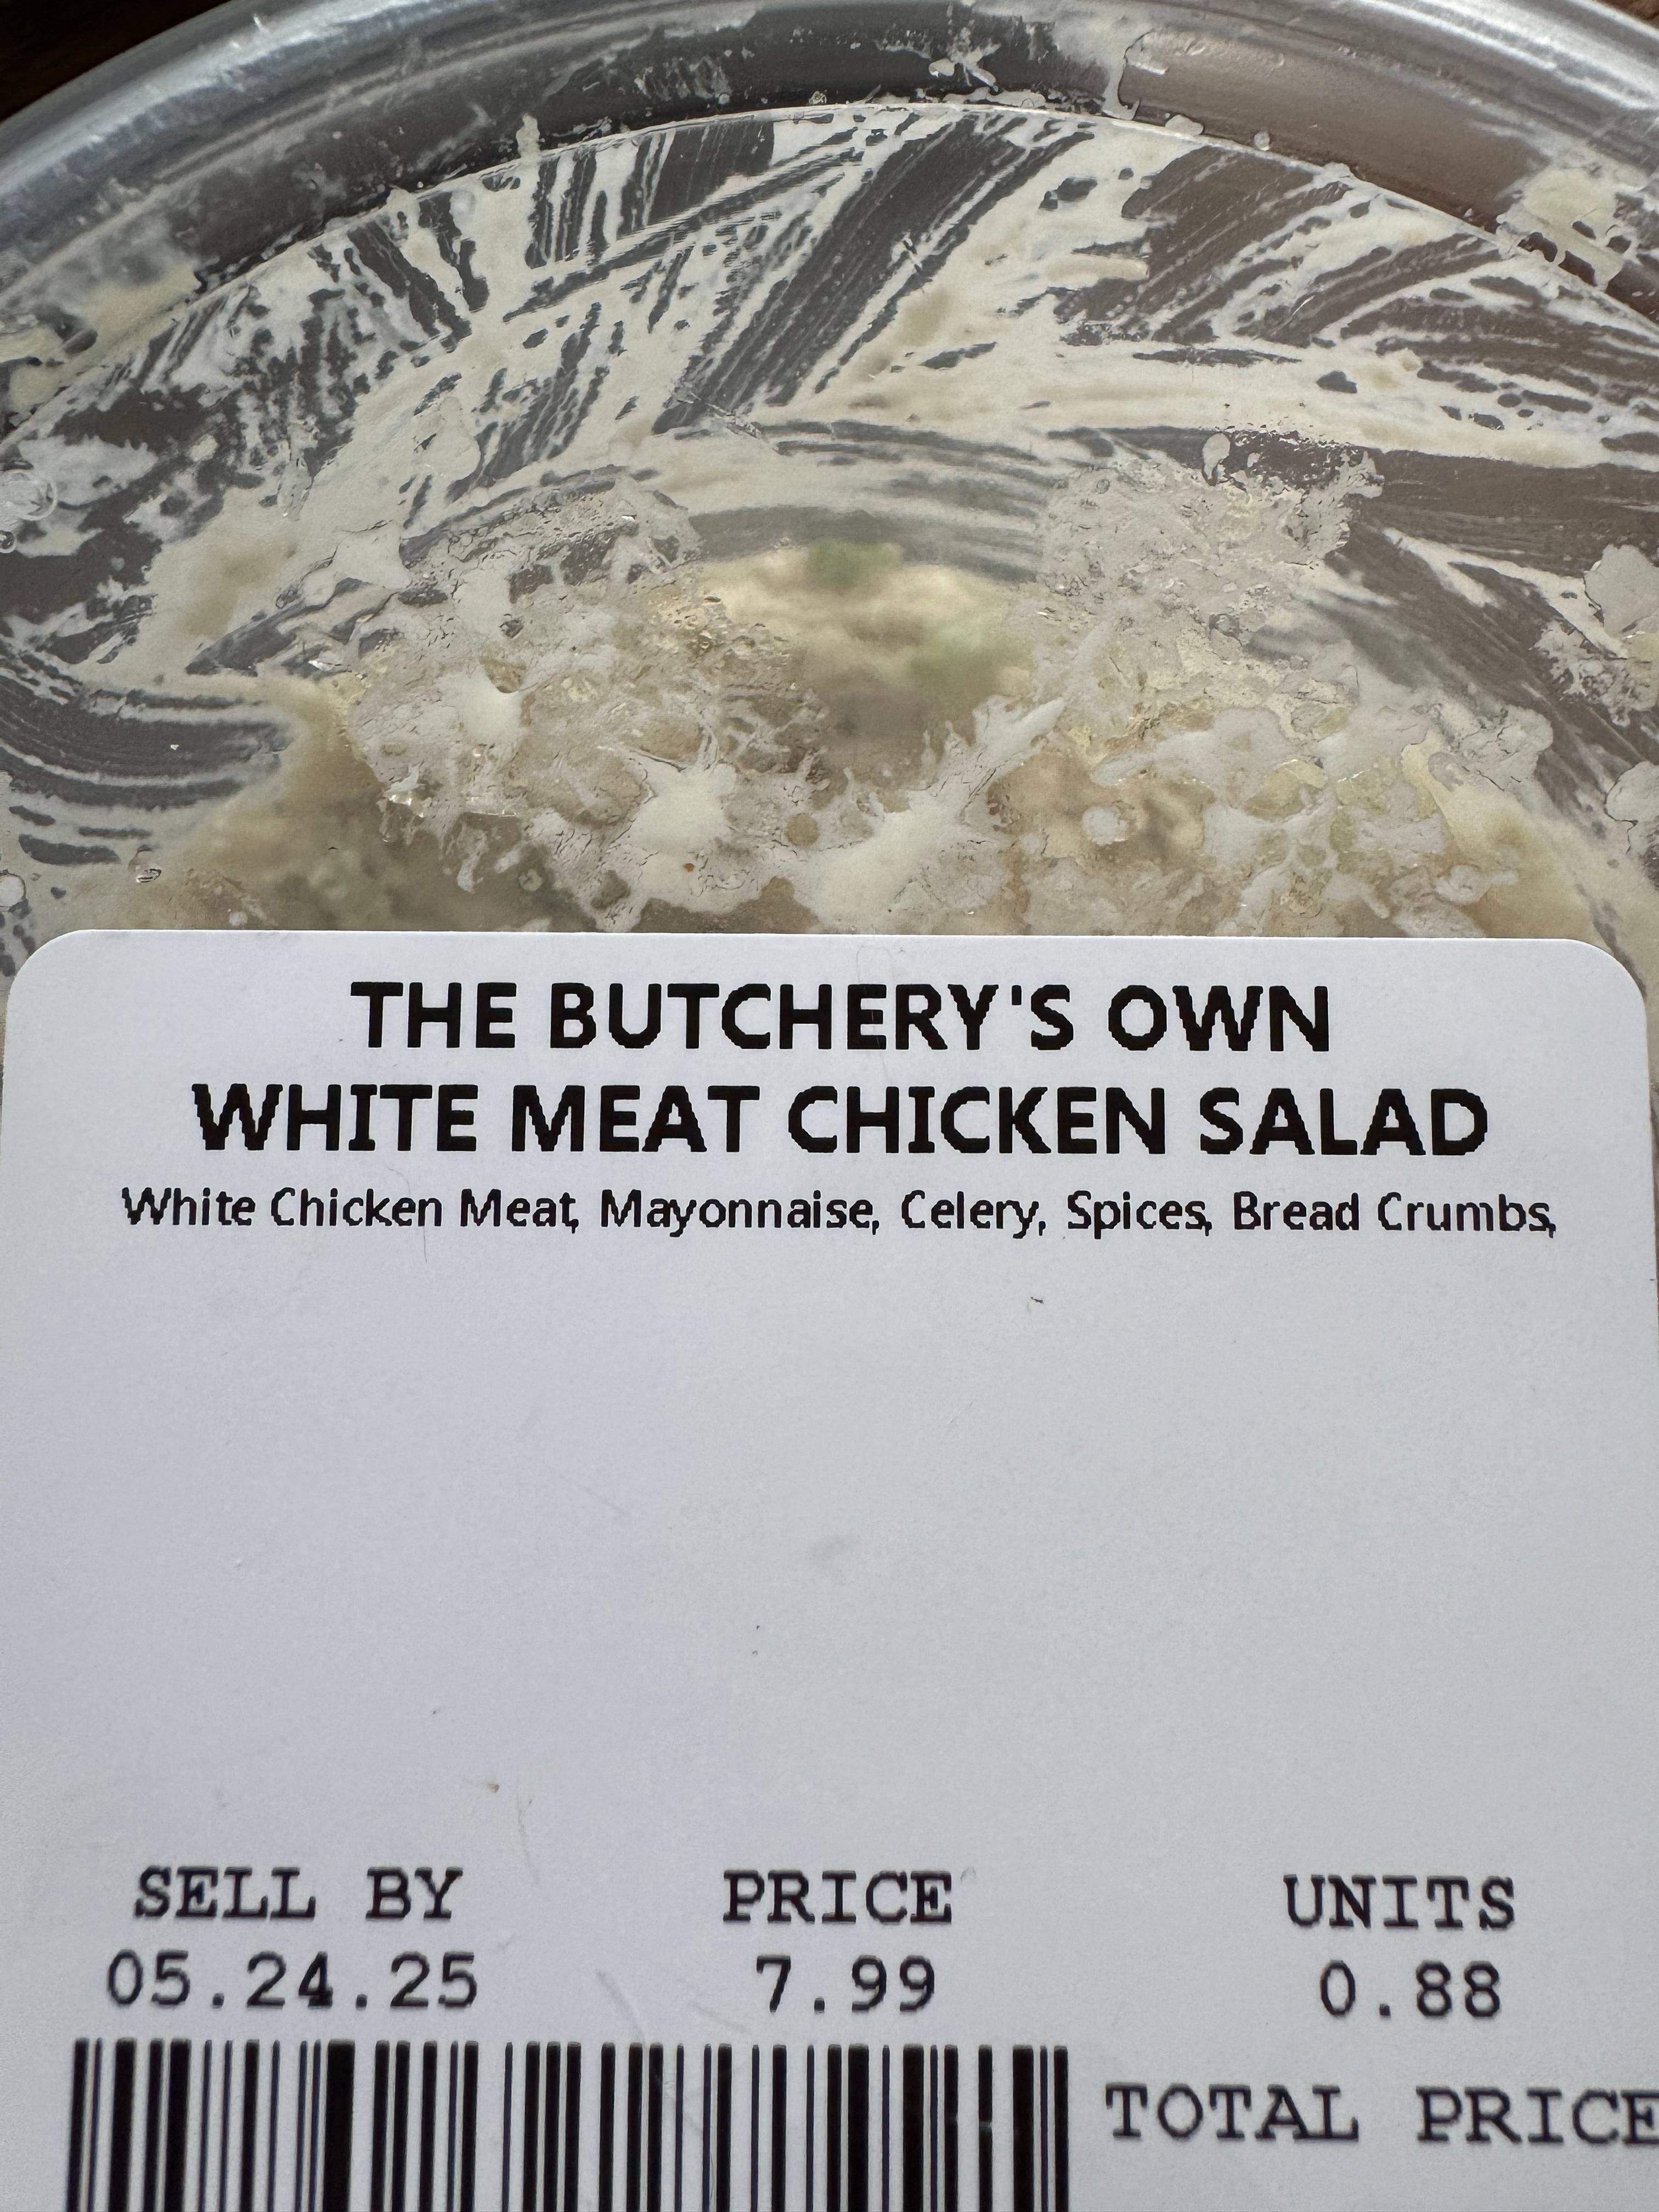 THE BUTCHERY'S OWN
WHITE MEAT CHICKEN SALAD
White Chicken Meat, Mayonnaise, Celery, Spices, Bread Crumbs,
SELL BY PRICE UNITS
05.24.25 7.99 0.88
TOTAL PRICE